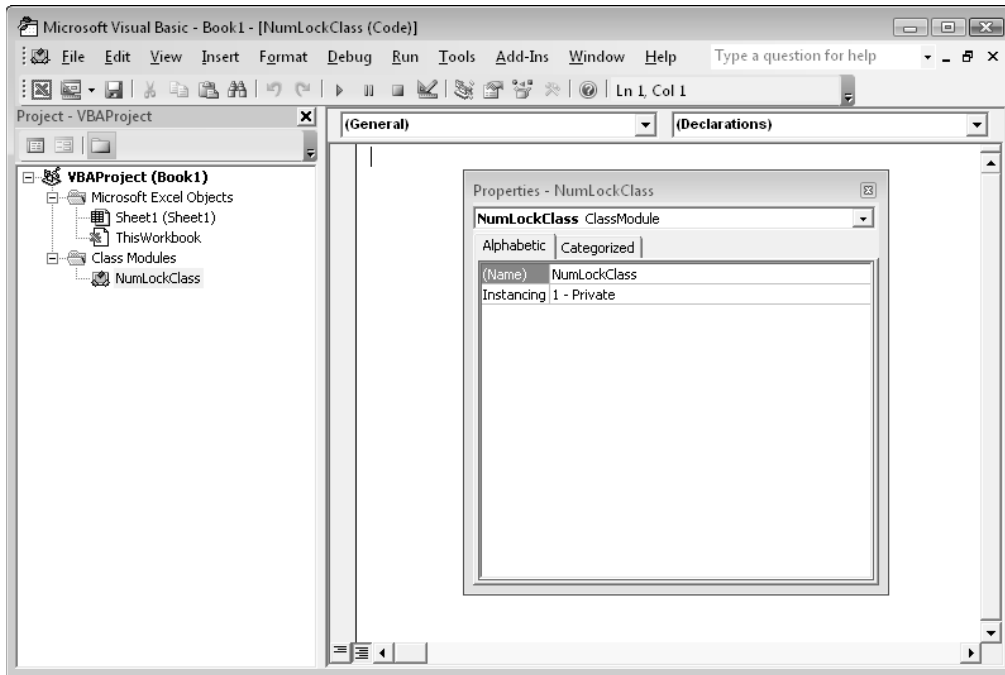 Microsoft Visual Basic - Book1 - [NumLockClass (Code)]
File Edit View Insert Format Debug Run Tools Add-Ins Window Help Type a question for help
Ln 1, Col 1
Project - VBAProject
(General) (Declarations)
VBAProject (Book1)
Microsoft Excel Objects
Sheet1 (Sheet1)
ThisWorkbook
Class Modules
NumLockClass
Properties - NumLockClass
NumLockClass ClassModule
Alphabetic Categorized
(Name) NumLockClass
Instancing 1 - Private